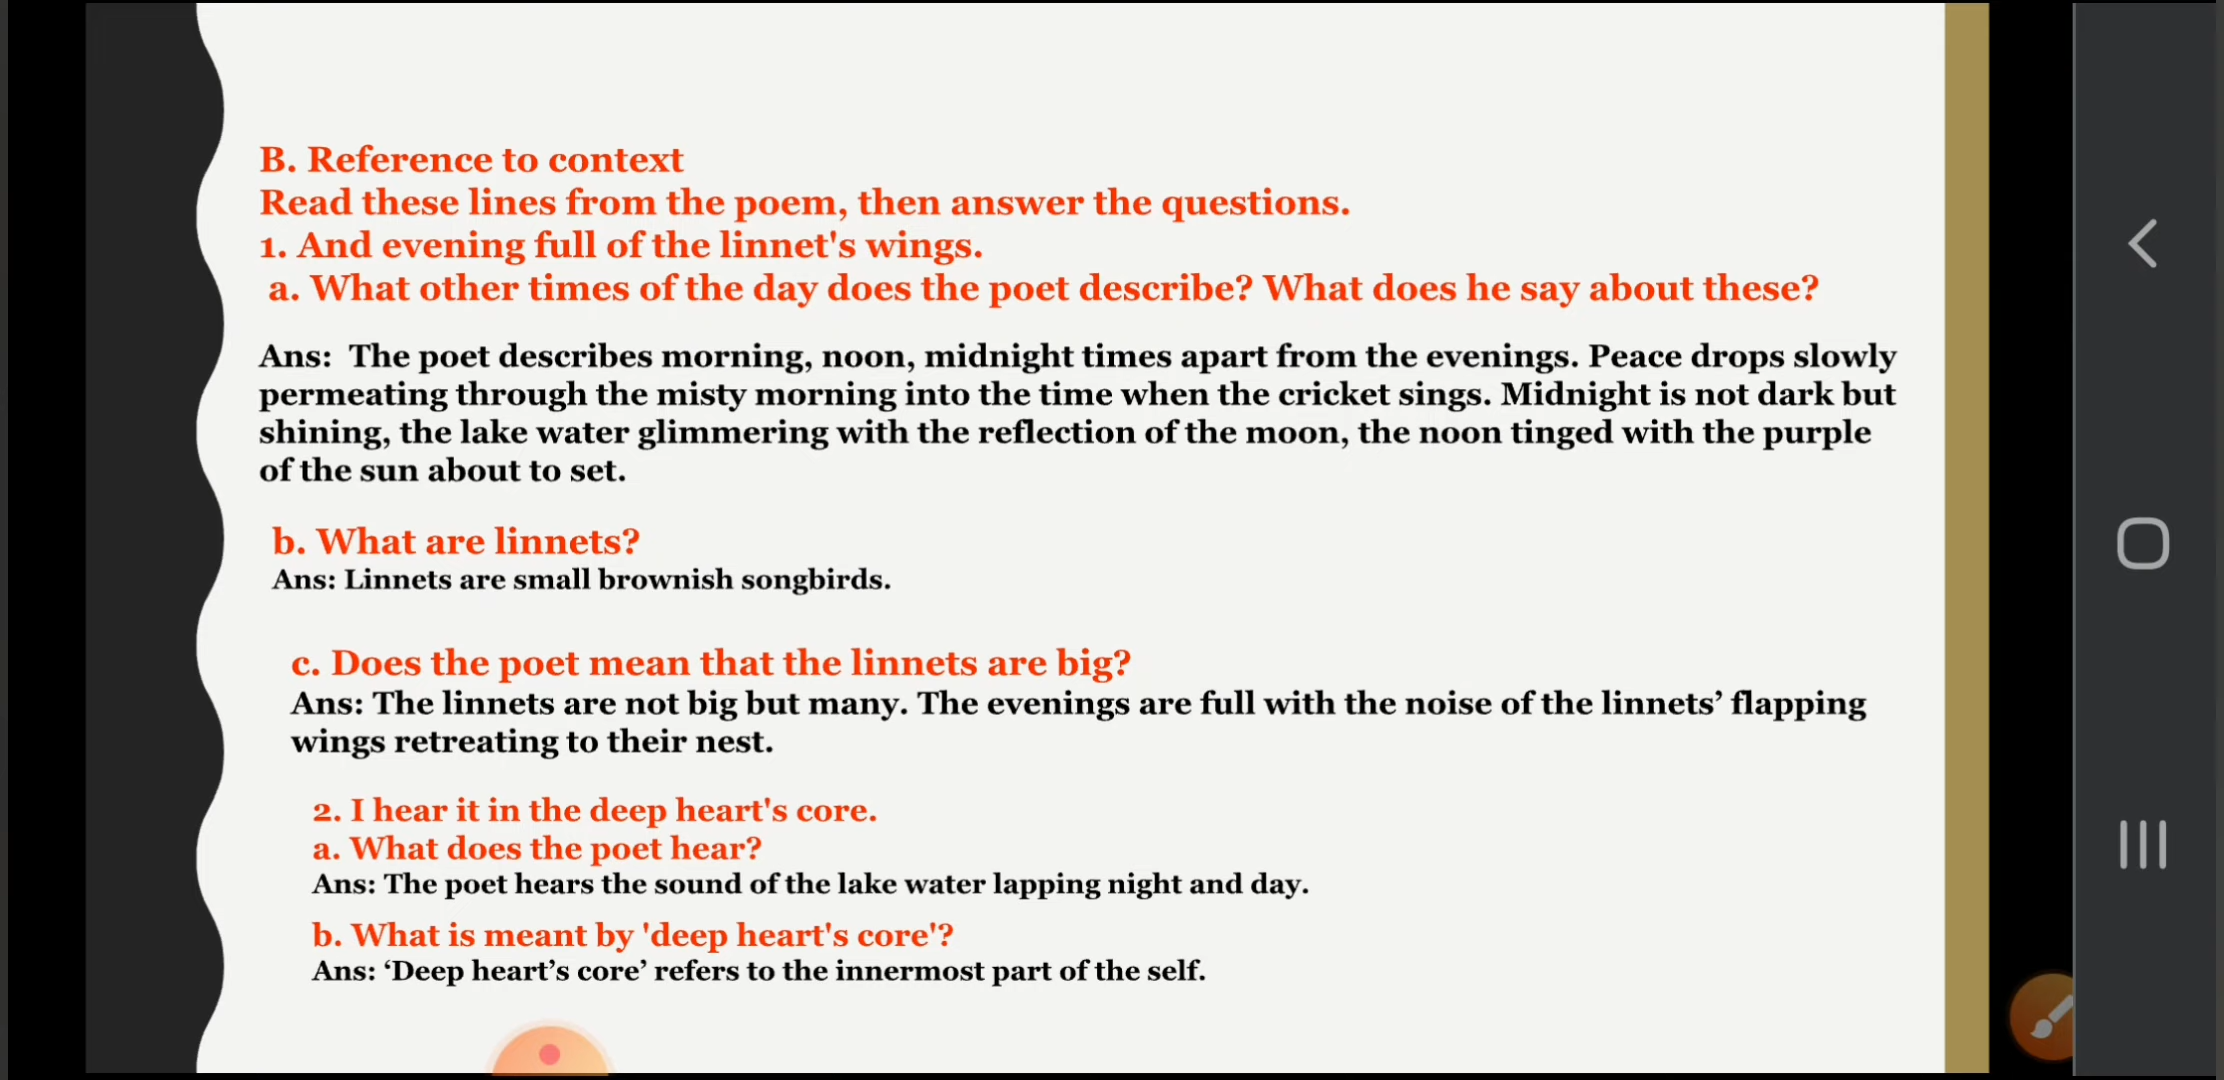 B. Reference to context
Read these lines from the poem, then answer the questions.
1. And evening full of the linnet's wings.
a. What other times of the day does the poet describe? What does he say about these?
Ans: The poet describes morning, noon, midnight times apart from the evenings. Peace drops slowly
permeating through the misty morning into the time when the cricket sings. Midnight is not dark but
shining, the lake water glimmering with the reflection of the moon, the noon tinged with the purple
of the sun about to set.
b. What are linnets?
Ans: Linnets are small brownish songbirds.
c. Does the poet mean that the linnets are big?
Ans: The linnets are not big but many. The evenings are full with the noise of the linnets’ flapping
wings retreating to their nest.
2. I hear it in the deep heart's core.
a. What does the poet hear?
Ans: The poet hears the sound of the lake water lapping night and day.
b. What is meant by 'deep heart's core'?
Ans: ‘Deep heart’s core’ refers to the innermost part of the self.